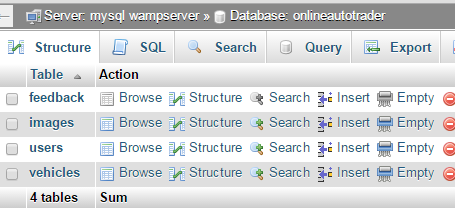 Server: mysql wampserver » Database: onlineautotrader
Structure SQL Search Query Export
Table Action
feedback Browse Structure Search Insert Empty
images Browse Structure Search Insert Empty
users Browse Structure Search Insert Empty
vehicles Browse Structure Search Insert Empty
4 tables Sum